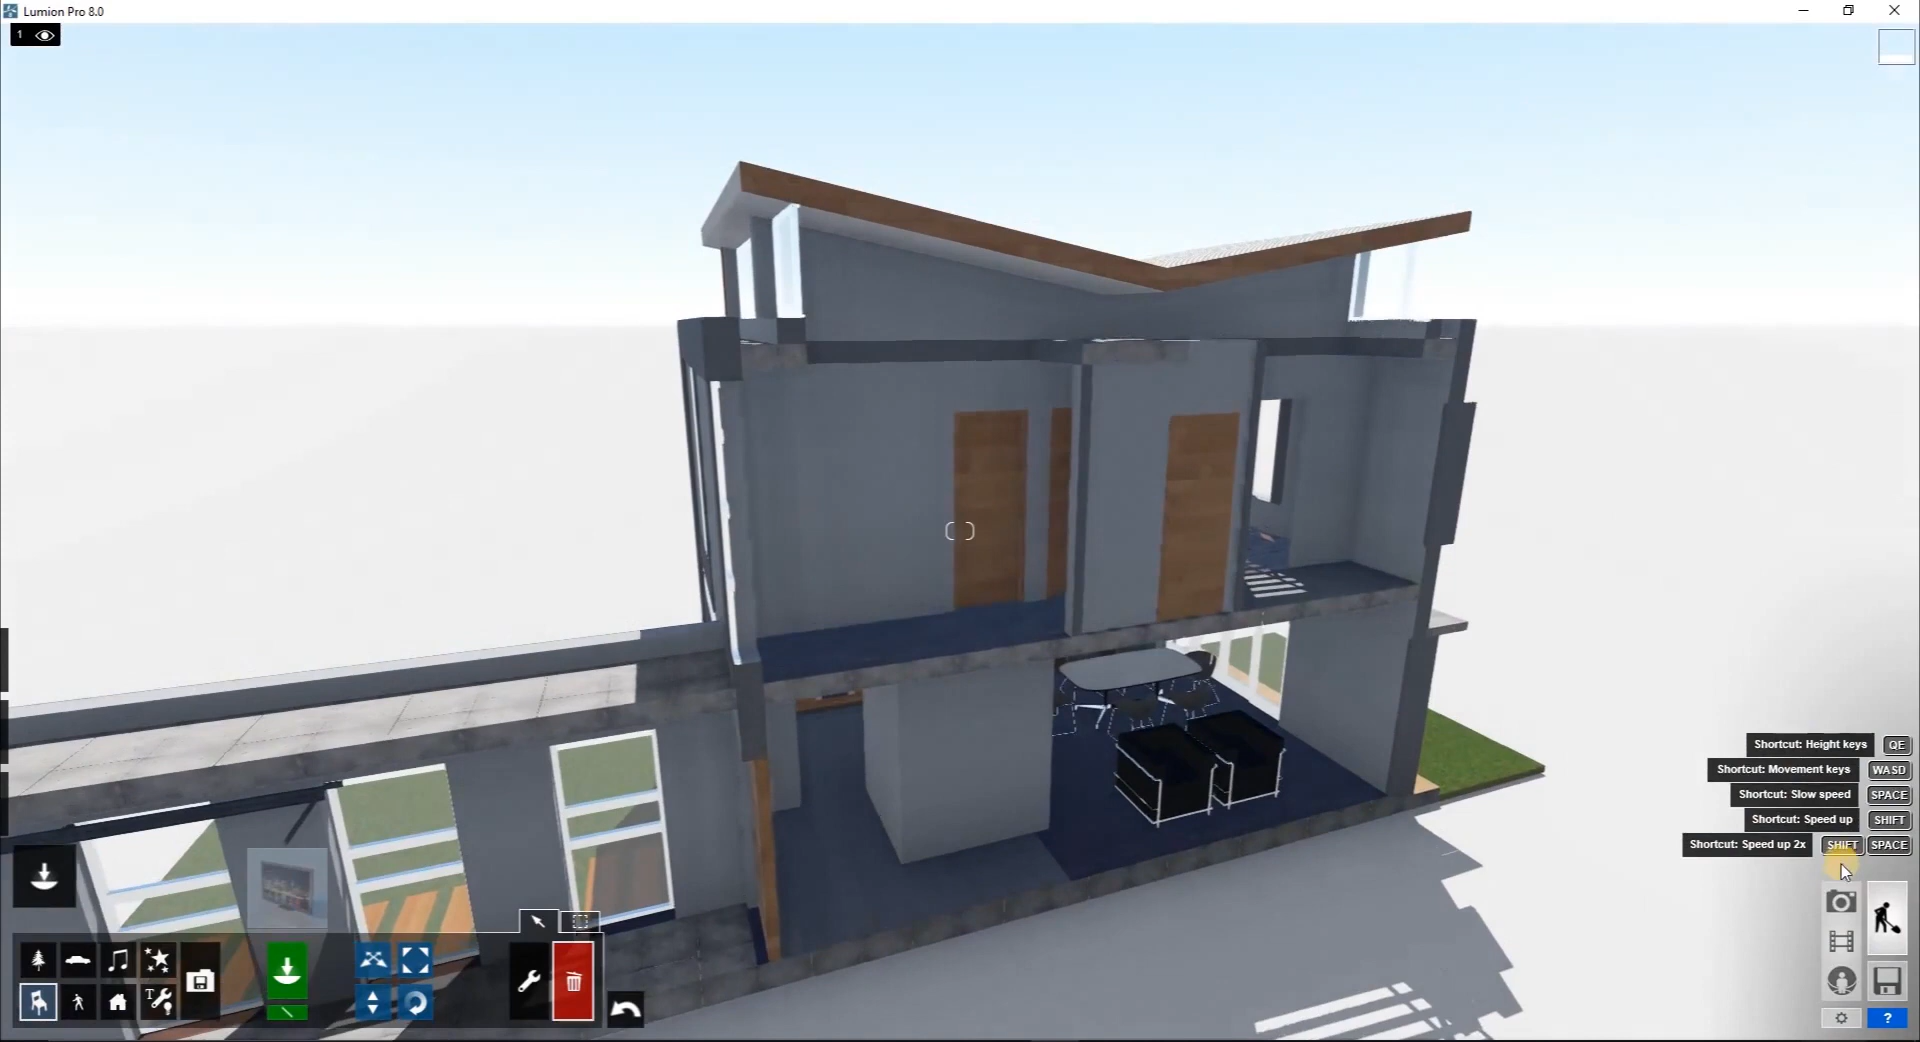 Lumion Pro 8.0
1
Shortcut: Height keys QE
Shortcut: Movement keys WASD
Shortcut: Slow speed SPACE
Shortcut: Speed up SHIFT
Shortcut: Speed up 2x SHIFT SPACE
T
?